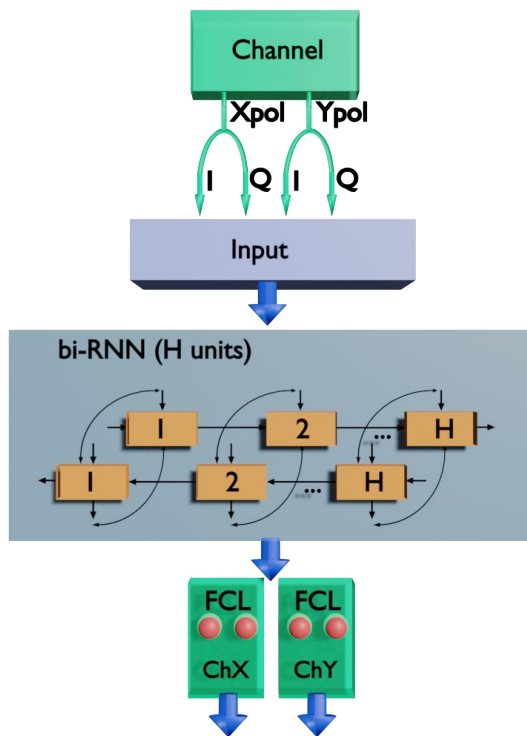 Channel
Xpol Ypol
I Q I Q
Input
bi-RNN (H units)
1 2 ... H
1 2 ... H
FCL FCL
ChX ChY